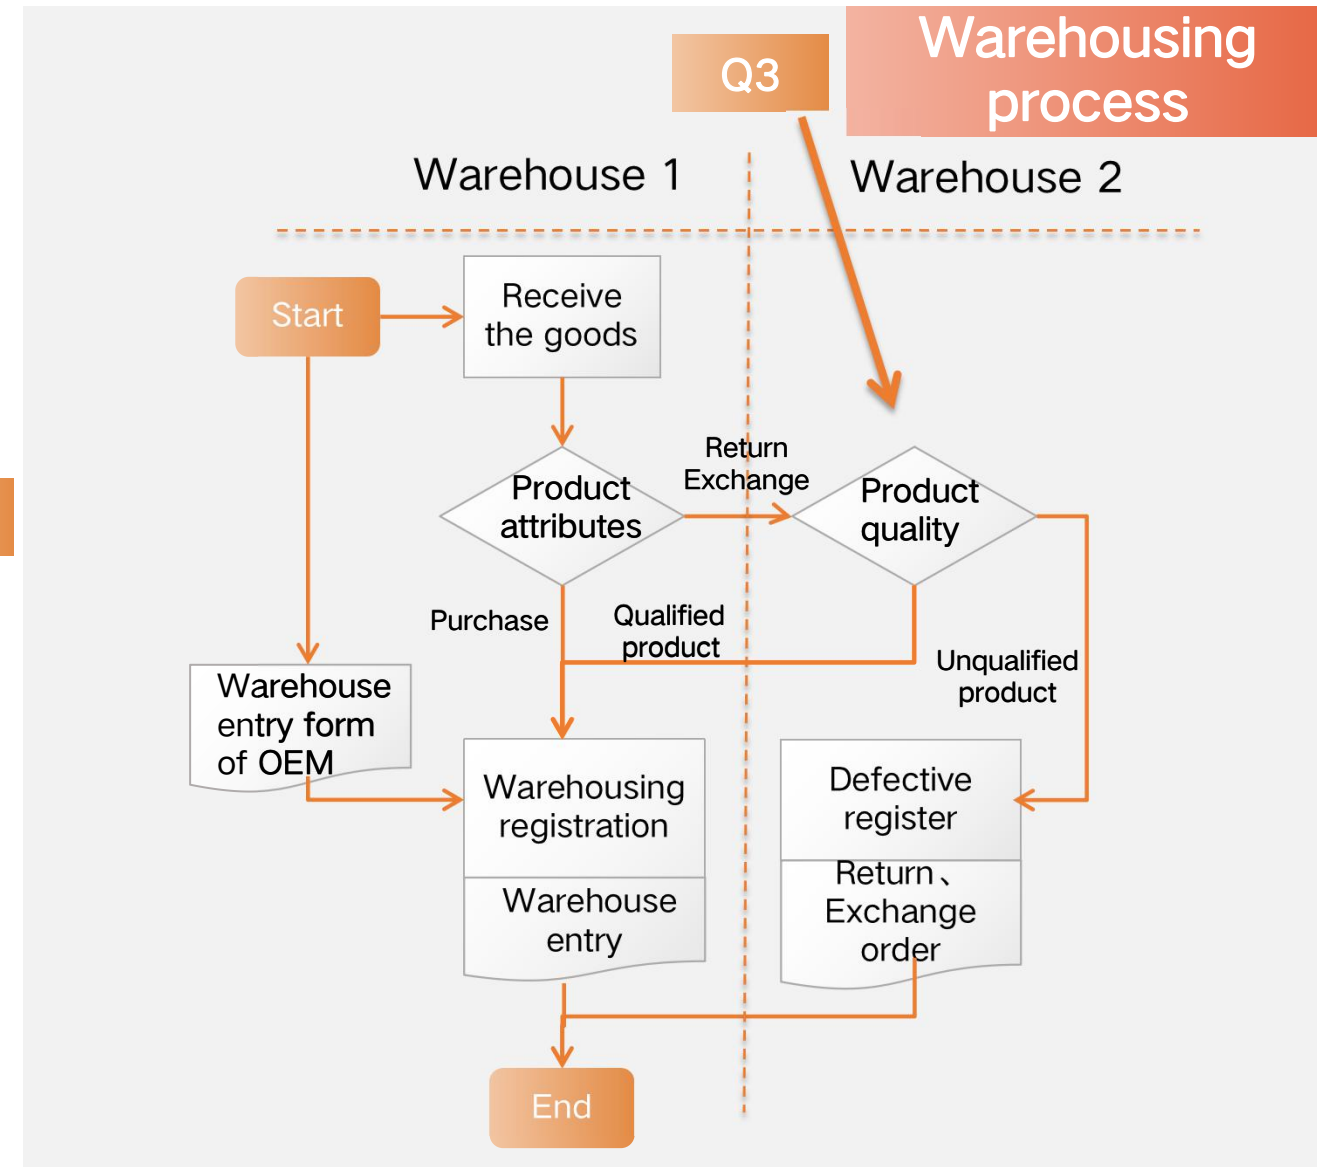 Q3
Warehousing
process
Warehouse 1
Warehouse 2
Start
Receive
the goods
Product
attributes
Return
Exchange
Product
quality
Purchase
Qualified
product
Unqualified
product
Warehouse
entry form
of OEM
Warehousing
registration
Defective
register
Warehouse
entry
Return、
Exchange
order
End